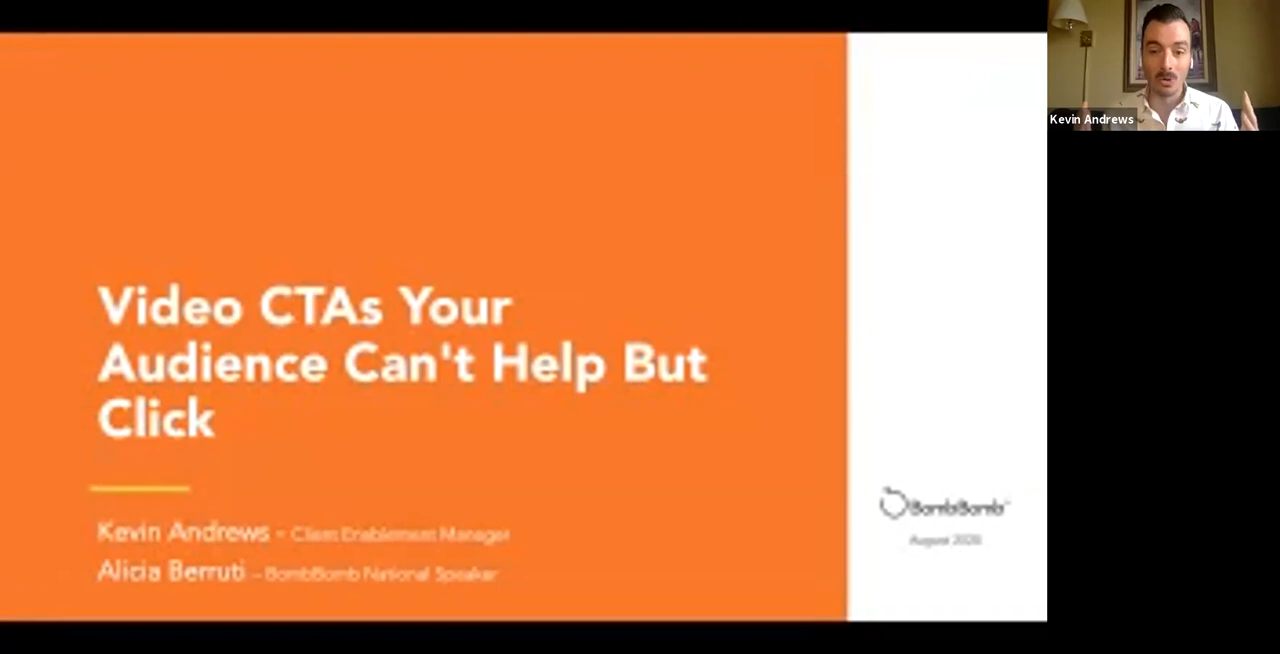 Video CTAs Your
Audience Can't Help But
Click
Kevin Andrews - Client Enablement Manager
Alicia Berruti - BombBomb National Speaker
BombBomb
August 2020
Kevin Andrews